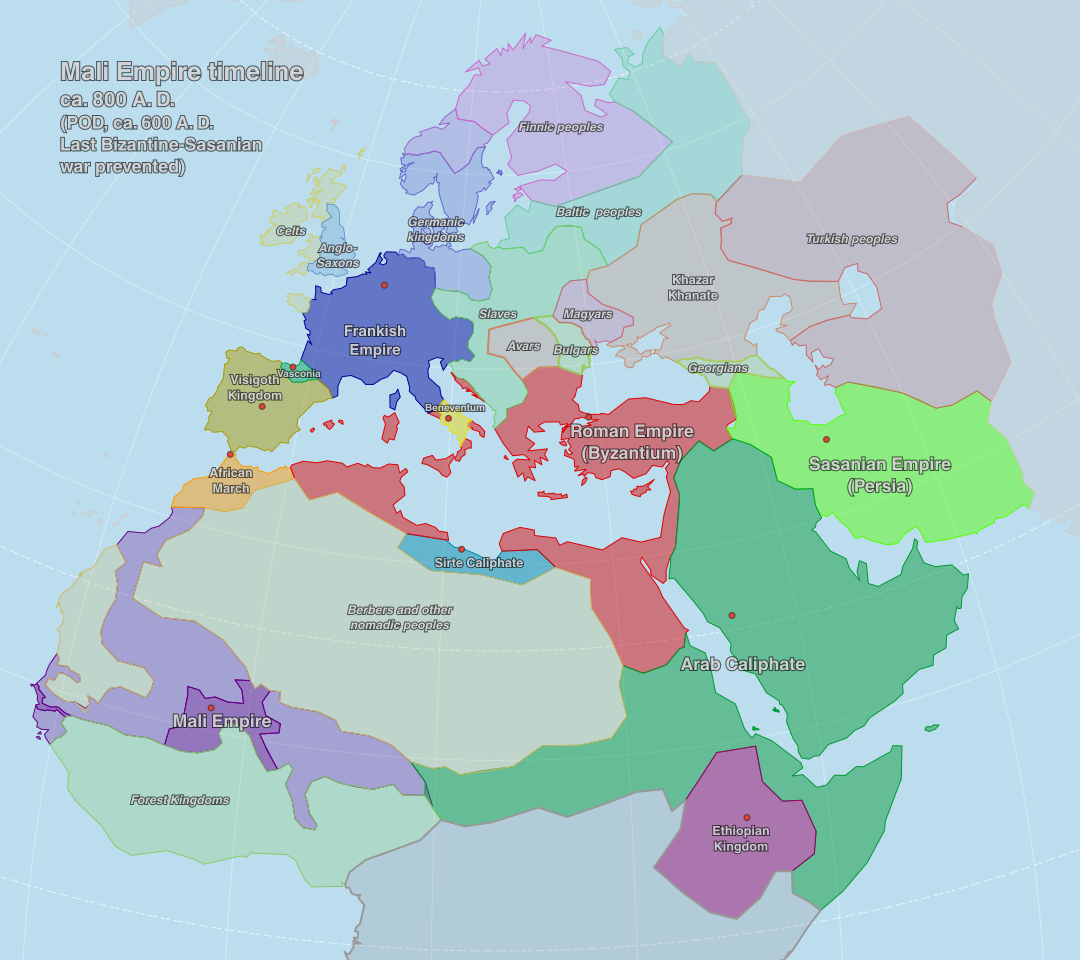 Mali Empire timeline
ca. 800 A. D.
(POD, ca. 600 A. D.
Last Bizantine-Sasanian
war prevented)
Finnic peoples
Baltic peoples
Celts
Germanic
kingdoms
Anglo-
Saxons
Turkish peoples
Khazar
Khanate
Slaves
Magyars
Frankish
Empire
Avars
Bulgars
Georgians
Vasconia
Visigoth
Kingdom
Beneventum
Roman Empire
(Byzantium)
Sasanian Empire
(Persia)
African
March
Sirte Caliphate
Berbers and other
nomadic peoples
Arab Caliphate
Mali Empire
Forest Kingdoms
Ethiopian
Kingdom